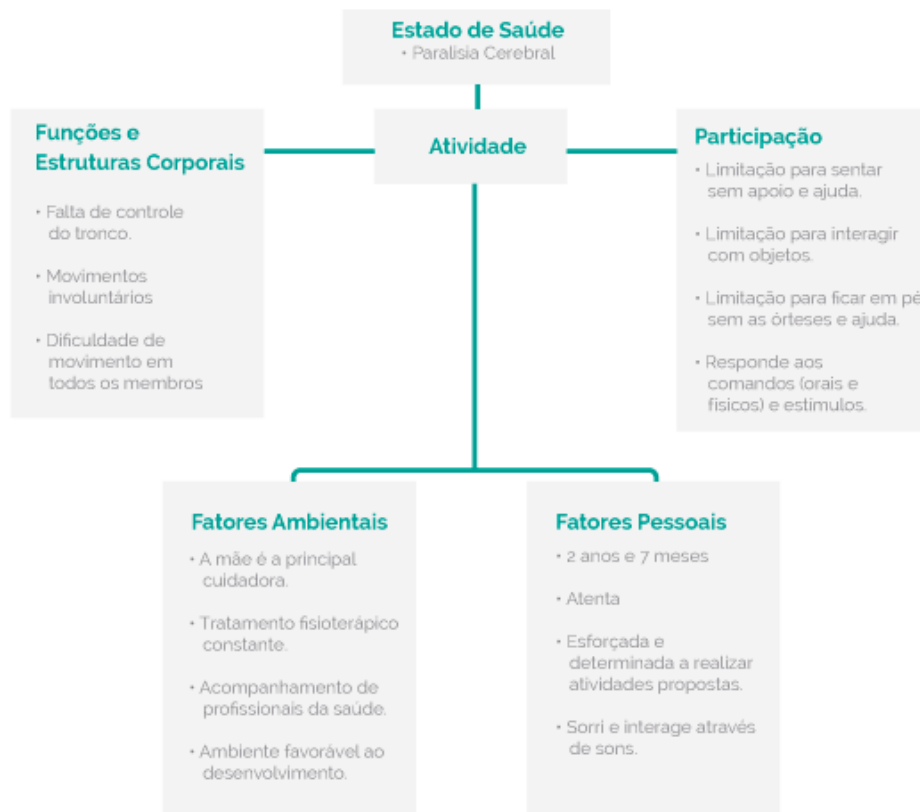 Estado de Saúde
• Paralisia Cerebral
Funções e
Estruturas Corporais
• Falta de controle
do tronco.
• Movimentos
involuntários
• Dificuldade de
movimento em
todos os membros
Atividade
Participação
• Limitação para sentar
sem apoio e ajuda.
• Limitação para interagir
com objetos.
• Limitação para ficar em pé
sem as órteses e ajuda.
• Responde aos
comandos (orais e
físicos) e estímulos.
Fatores Ambientais
• A mãe é a principal
cuidadora.
• Tratamento fisioterápico
constante.
• Acompanhamento de
profissionais da saúde.
• Ambiente favorável ao
desenvolvimento.
Fatores Pessoais
• 2 anos e 7 meses
• Atenta
• Esforçada e
determinada a realizar
atividades propostas.
• Sorri e interage através
de sons.